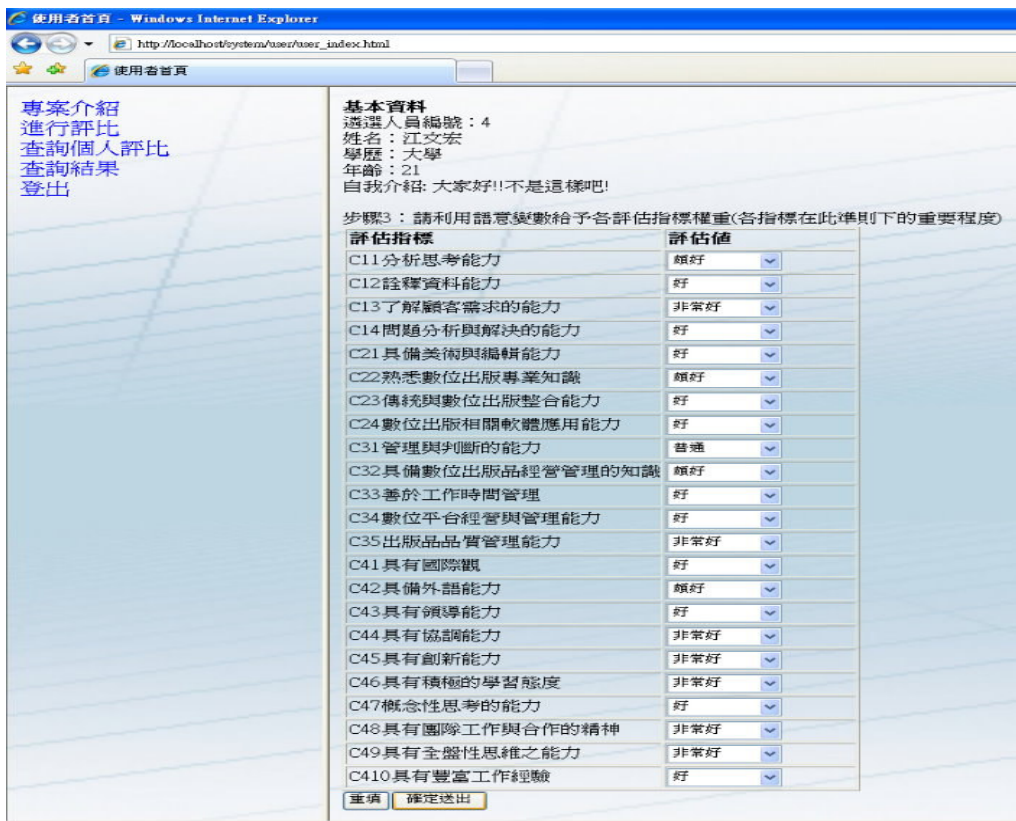 使用者首頁 - Windows Internet Explorer
http://localhost/system/user/user_index.html
使用者首頁
專案介紹
進行評比
查詢個人評比
查詢結果
登出
基本資料
遴選人員編號：4
姓名：江文宏
學歷：大學
年齡：21
自我介紹: 大家好!!不是這樣吧!
步驟3：請利用語意變數給予各評估指標權重(各指標在此準則下的重要程度)
評估指標 評估值
C11分析思考能力 頗好
C12詮釋資料能力 好
C13了解顧客需求的能力 非常好
C14問題分析與解決的能力 好
C21具備美術與編輯能力 好
C22熟悉數位出版專業知識 頗好
C23傳統與數位出版整合能力 好
C24數位出版相關軟體應用能力 好
C31管理與判斷的能力 普通
C32具備數位出版品經營管理的知識 頗好
C33善於工作時間管理 好
C34數位平台經營與管理能力 好
C35出版品品質管理能力 非常好
C41具有國際觀 好
C42具備外語能力 頗好
C43具有領導能力 好
C44具有協調能力 非常好
C45具有創新能力 非常好
C46具有積極的學習態度 非常好
C47概念性思考的能力 好
C48具有團隊工作與合作的精神 非常好
C49具有全盤性思維之能力 非常好
C410具有豐富工作經驗 好
重填 確定送出